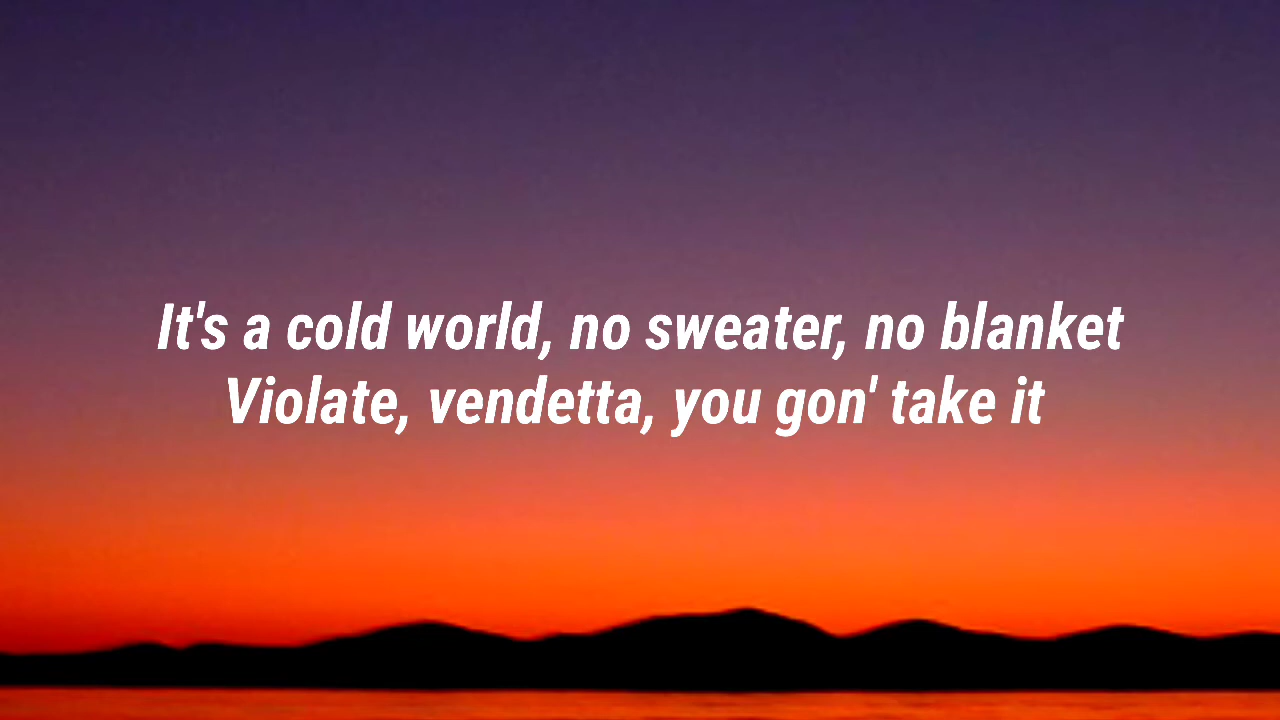 It's a cold world, no sweater, no blanket
Violate, vendetta, you gon' take it